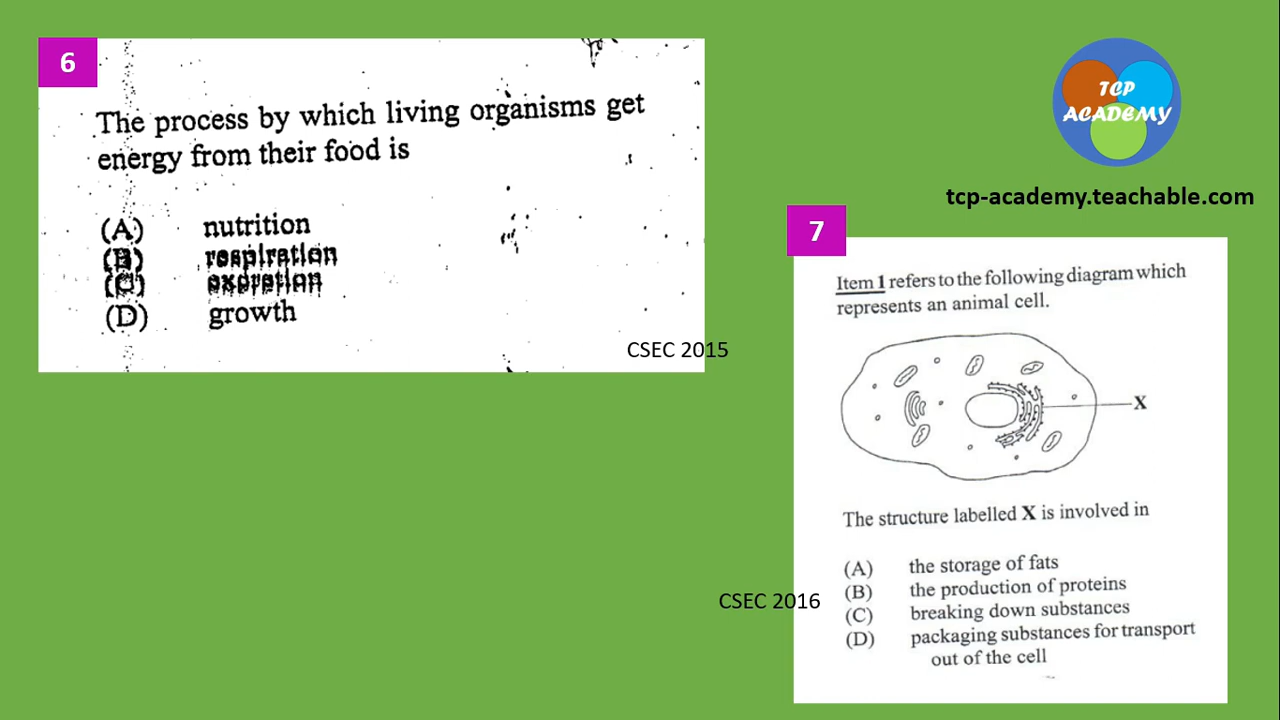 6
The process by which living organisms get
energy from their food is
(A) nutrition
(B) respiration
(C) excretion
(D) growth
CSEC 2015
TCP
ACADEMY
tcp-academy.teachable.com
7
Item 1 refers to the following diagram which
represents an animal cell.
X
The structure labelled X is involved in
(A) the storage of fats
(B) the production of proteins
(C) breaking down substances
(D) packaging substances for transport
out of the cell
CSEC 2016